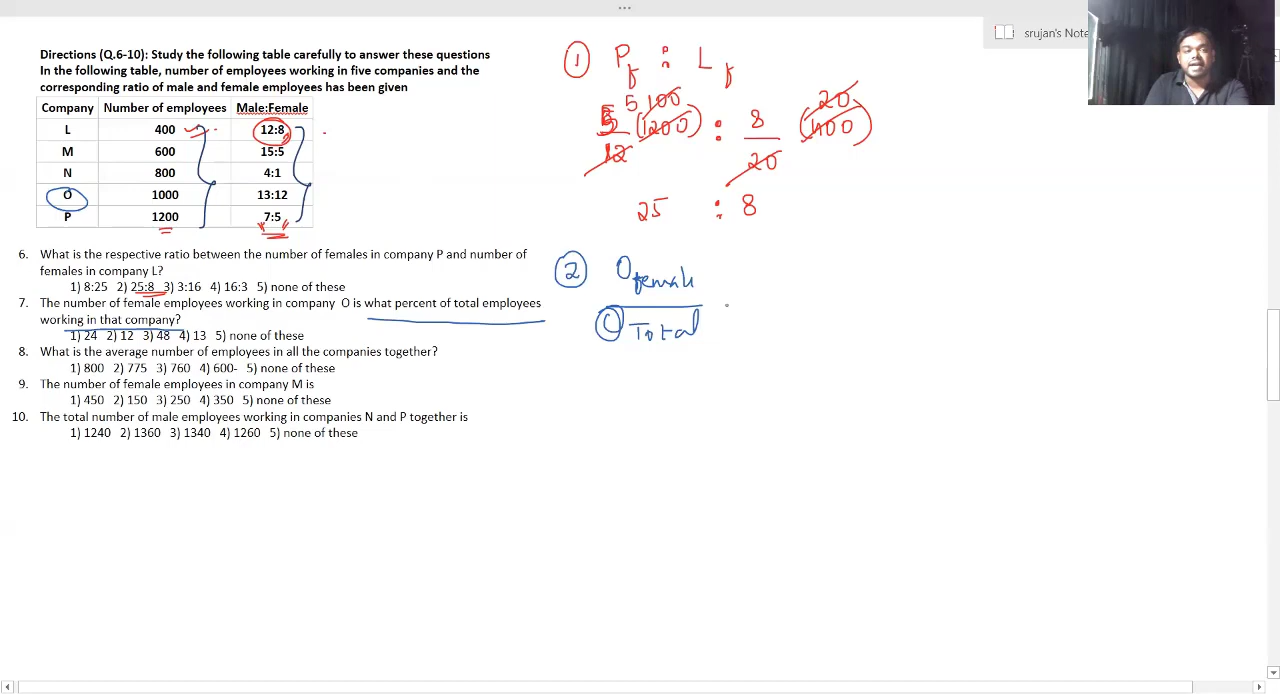 srujan's Note
Directions (Q.6-10): Study the following table carefully to answer these questions
In the following table, number of employees working in five companies and the
corresponding ratio of male and female employees has been given
Company Number of employees Male:Female
L 400 12:8
M 600 15:5
N 800 4:1
O 1000 13:12
P 1200 7:5
6. What is the respective ratio between the number of females in company P and number of
females in company L?
1) 8:25 2) 25:8 3) 3:16 4) 16:3 5) none of these
7. The number of female employees working in company O is what percent of total employees
working in that company?
1) 24 2) 12 3) 48 4) 13 5) none of these
8. What is the average number of employees in all the companies together?
1) 800 2) 775 3) 760 4) 600- 5) none of these
9. The number of female employees in company M is
1) 450 2) 150 3) 250 4) 350 5) none of these
10. The total number of male employees working in companies N and P together is
1) 1240 2) 1360 3) 1340 4) 1260 5) none of these
1 Pf : Lf
5 100 20
5 (1200) : 8 (400)
12 20
25 : 8
2 O female
O Total